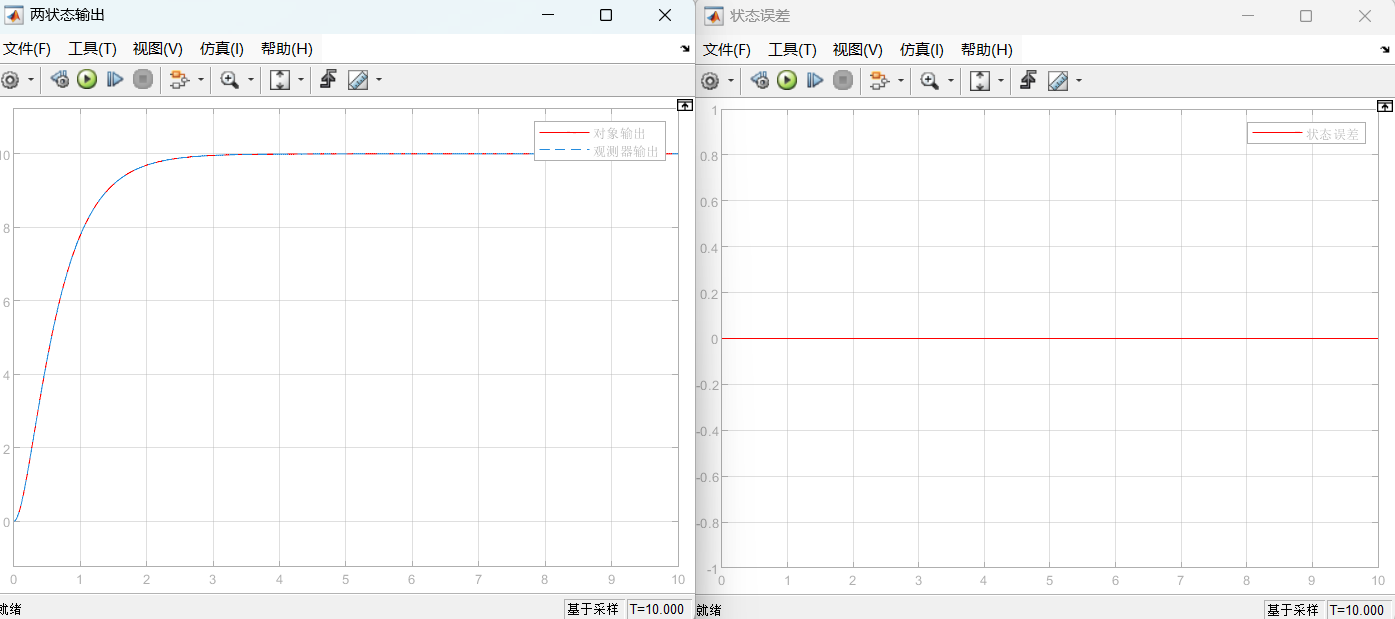 两状态输出
文件(F) 工具(T) 视图(V) 仿真(I) 帮助(H)
对象输出
观测器输出
10
8
6
4
2
0
0 1 2 3 4 5 6 7 8 9 10
就绪
基于采样 T=10.000
状态误差
文件(F) 工具(T) 视图(V) 仿真(I) 帮助(H)
状态误差
1
0.8
0.6
0.4
0.2
0
-0.2
-0.4
-0.6
-0.8
-1
0 1 2 3 4 5 6 7 8 9 10
就绪
基于采样 T=10.000